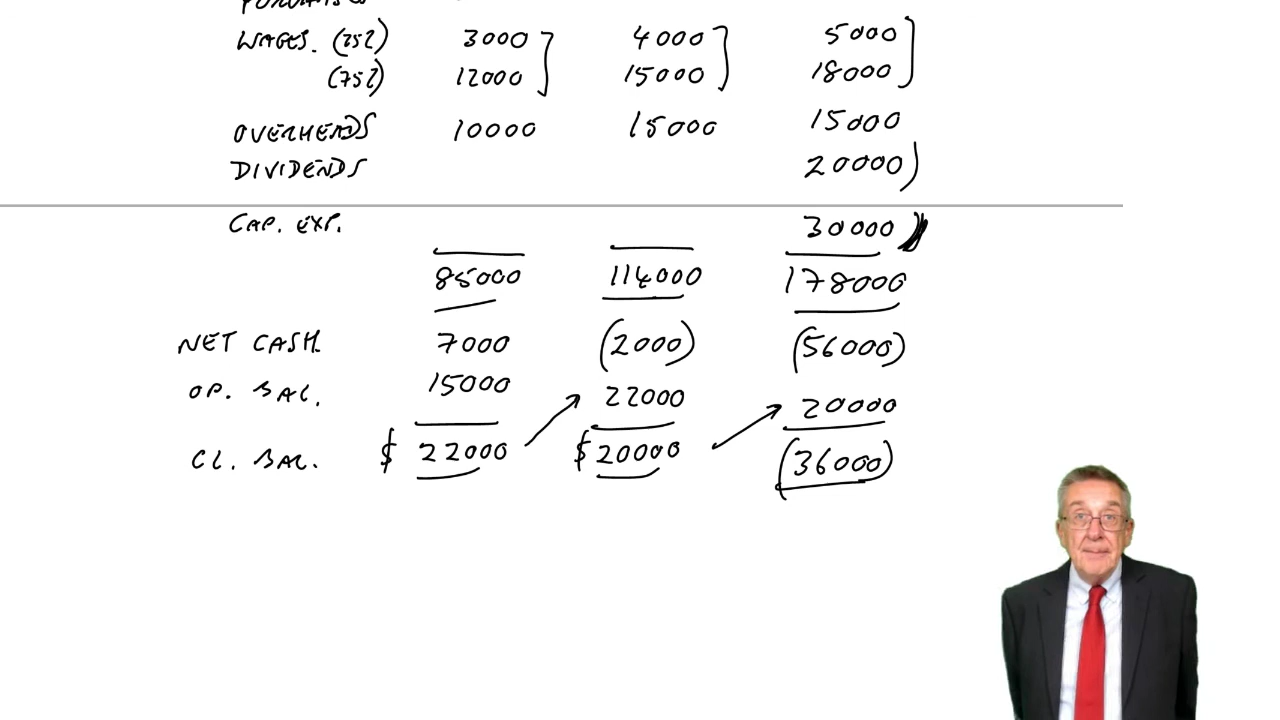 WAGES. (25%) 3000 4000 5000
(75%) 12000 15000 18000
OVERHEADS 10000 15000 15000
DIVIDENDS 20000
CAP. EXP. 30000
85000 114000 178000
NET CASH. 7000 (2000) (56000)
OP. BAL. 15000 22000 20000
CL. BAL. $ 22000 $ 20000 (36000)